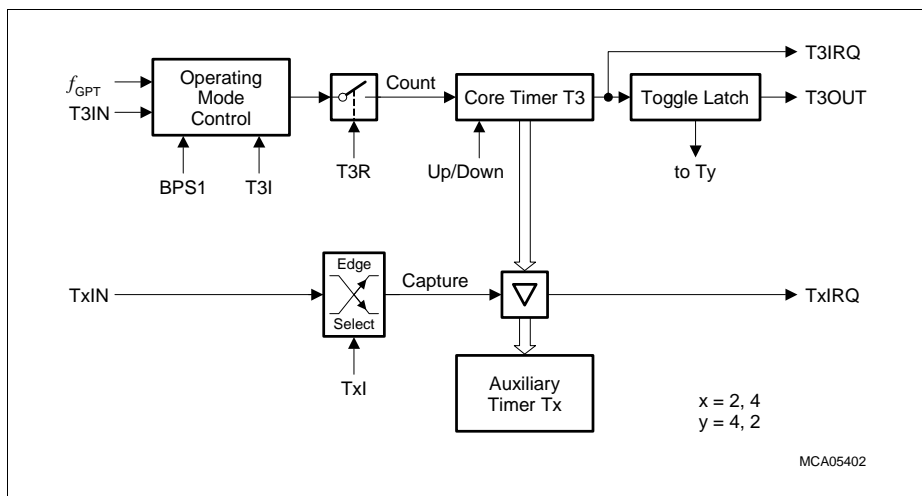 T3IRQ
f GPT
Operating
Mode
Control
Count
Core Timer T3
Toggle Latch
T3OUT
T3IN
BPS1
T3I
T3R
Up/Down
to Ty
TxIN
Edge
Select
Capture
TxIRQ
TxI
Auxiliary
Timer Tx
x = 2, 4
y = 4, 2
MCA05402